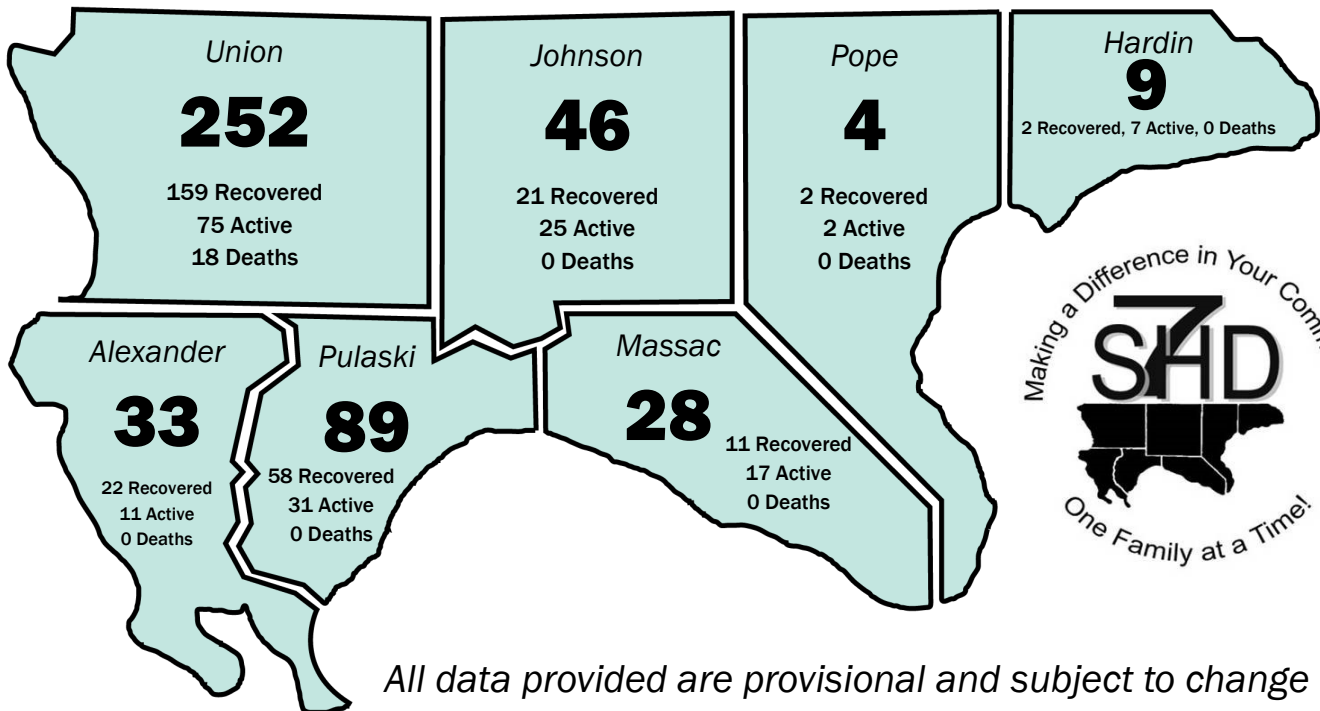 Union
252
159 Recovered
75 Active
18 Deaths
Johnson
46
21 Recovered
25 Active
0 Deaths
Pope
4
2 Recovered
2 Active
0 Deaths
Hardin
9
2 Recovered, 7 Active, 0 Deaths
Alexander
33
22 Recovered
11 Active
0 Deaths
Pulaski
89
58 Recovered
31 Active
0 Deaths
Massac
28
11 Recovered
17 Active
0 Deaths
Making a Difference in Your
S7HD
One Family at a Time!
All data provided are provisional and subject to change